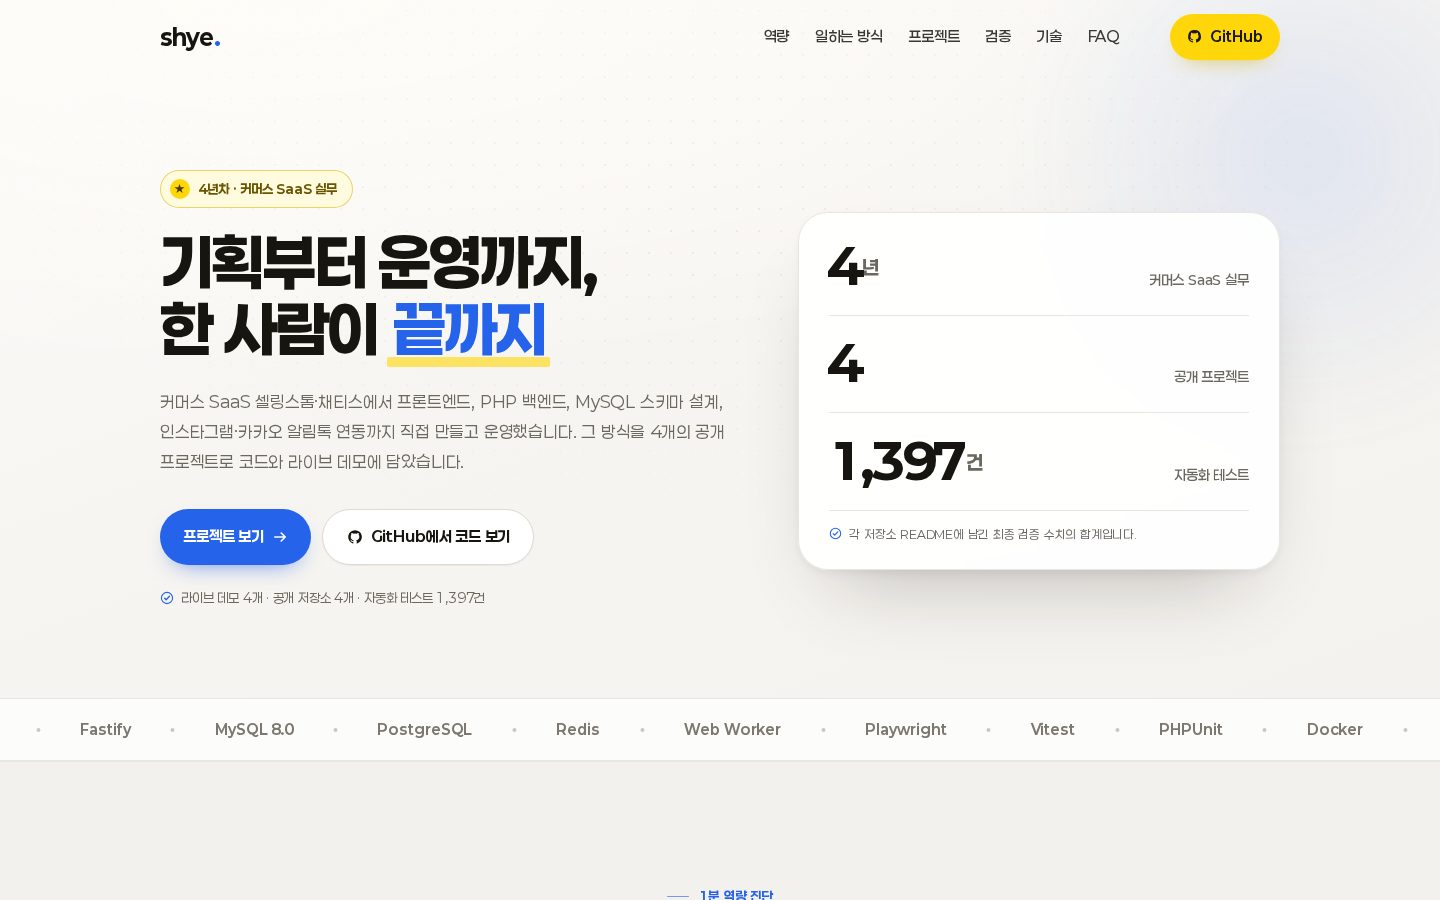 shye.
역량 일하는 방식 프로젝트 검증 기술 FAQ GitHub
4년차 · 커머스 SaaS 실무
기획부터 운영까지,
한 사람이 끝까지
커머스 SaaS 셀링스톰·채티스에서 프론트엔드, PHP 백엔드, MySQL 스키마 설계,
인스타그램·카카오 알림톡 연동까지 직접 만들고 운영했습니다. 그 방식을 4개의 공개
프로젝트로 코드와 라이브 데모에 담았습니다.
프로젝트 보기 →
GitHub에서 코드 보기
라이브 데모 4개 · 공개 저장소 4개 · 자동화 테스트 1,397건
4년 커머스 SaaS 실무
4 공개 프로젝트
1,397건 자동화 테스트
각 저장소 README에 남긴 최종 검증 수치의 합계입니다.
Fastify • MySQL 8.0 • PostgreSQL • Redis • Web Worker • Playwright • Vitest • PHPUnit • Docker
1분 역량 진단